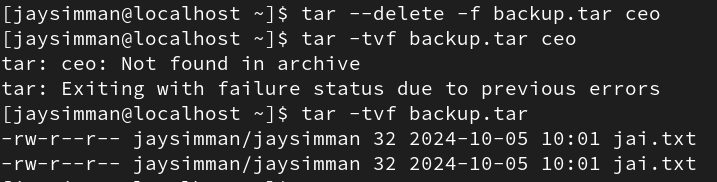 [jaysimman@localhost ~]$ tar --delete -f backup.tar ceo
[jaysimman@localhost ~]$ tar -tvf backup.tar ceo
tar: ceo: Not found in archive
tar: Exiting with failure status due to previous errors
[jaysimman@localhost ~]$ tar -tvf backup.tar
-rw-r--r-- jaysimman/jaysimman 32 2024-10-05 10:01 jai.txt
-rw-r--r-- jaysimman/jaysimman 32 2024-10-05 10:01 jai.txt